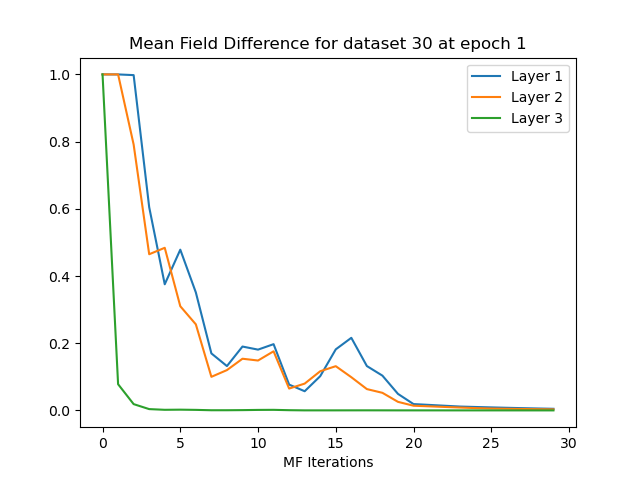 Mean Field Difference for dataset 30 at epoch 1
Layer 1
Layer 2
Layer 3
1.0
0.8
0.6
0.4
0.2
0.0
0 5 10 15 20 25 30
MF Iterations